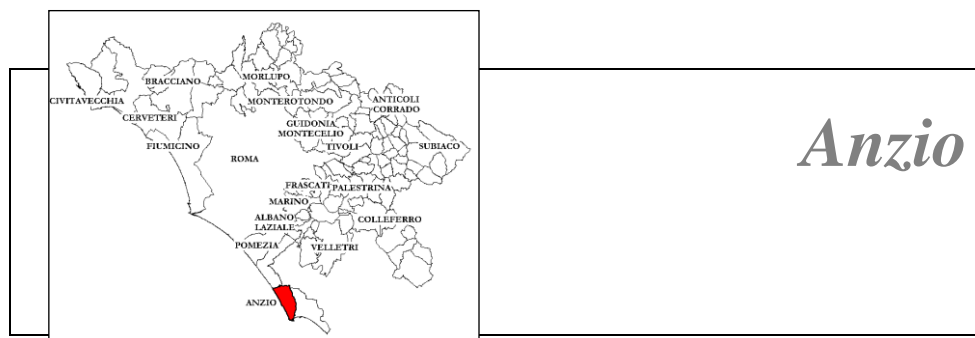 MORLUPO
BRACCIANO
CIVITAVECCHIA
MONTEROTONDO
ANTICOLI
CORRADO
CERVETERI
GUIDONIA
MONTECELIO
FIUMICINO
TIVOLI
SUBIACO
ROMA
FRASCATI
PALESTRINA
MARINO
ALBANO
LAZIALE
COLLEFERRO
POMEZIA
VELLETRI
ANZIO
Anzio